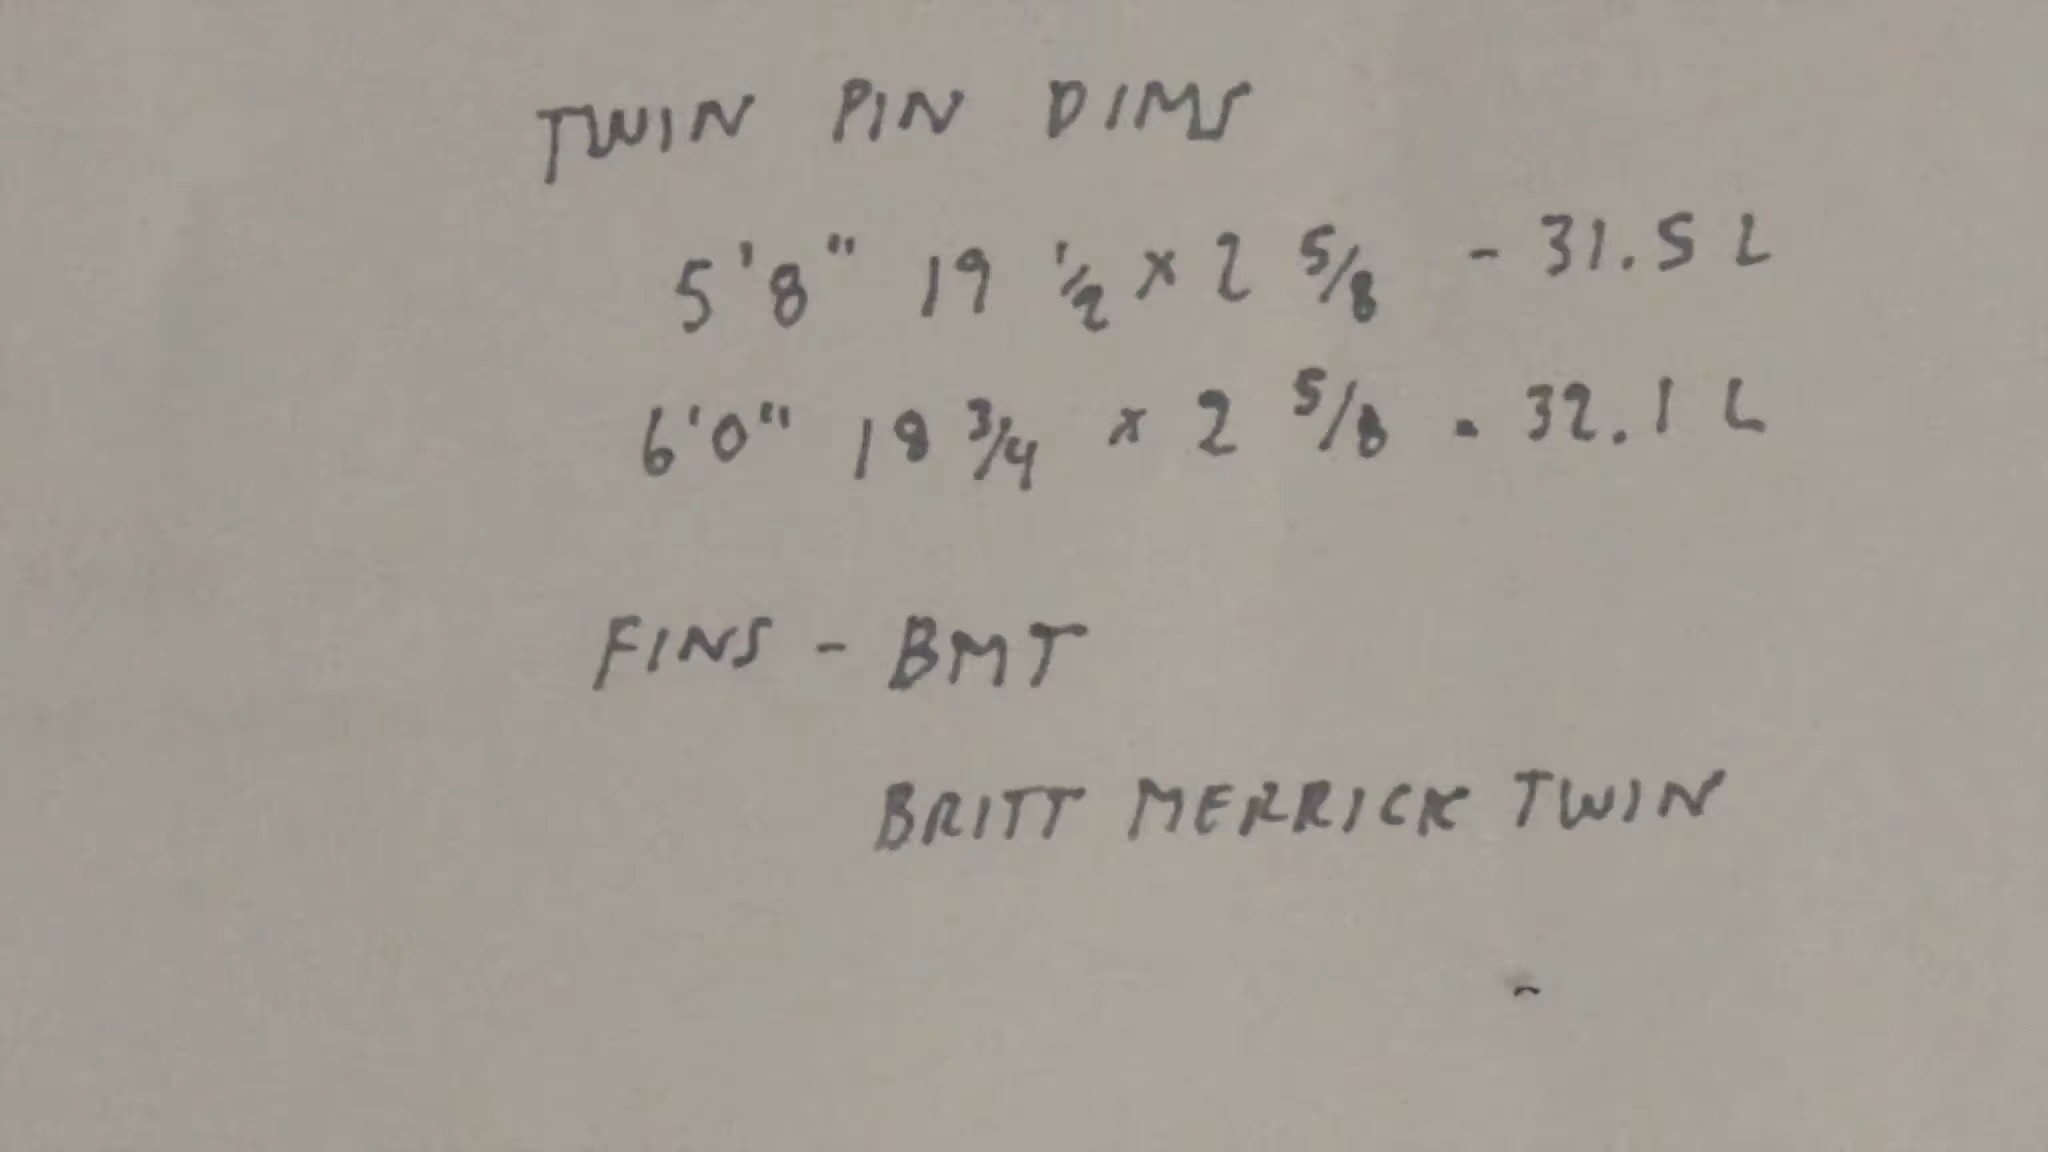 TWIN PIN DIMS
5'8" 19 1/2 x 2 5/8 - 31.5 L
6'0" 18 3/4 x 2 5/8 - 32.1 L
FINS - BMT
BRITT MERRICK TWIN